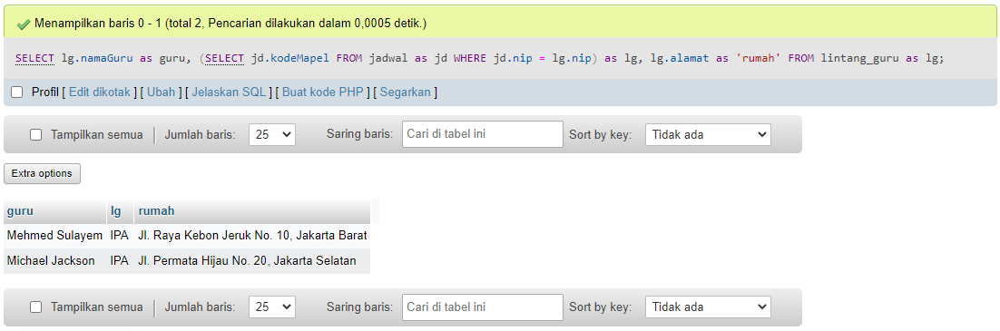 Menampilkan baris 0 - 1 (total 2, Pencarian dilakukan dalam 0,0005 detik.)
SELECT lg.namaGuru as guru, (SELECT jd.kodeMapel FROM jadwal as jd WHERE jd.nip = lg.nip) as lg, lg.alamat as 'rumah' FROM lintang_guru as lg;
Profil [ Edit dikotak ] [ Ubah ] [ Jelaskan SQL ] [ Buat kode PHP ] [ Segarkan ]
Tampilkan semua | Jumlah baris: 25 Saring baris: Cari di tabel ini Sort by key: Tidak ada
Extra options
guru lg rumah
Mehmed Sulayem IPA Jl. Raya Kebon Jeruk No. 10, Jakarta Barat
Michael Jackson IPA Jl. Permata Hijau No. 20, Jakarta Selatan
Tampilkan semua | Jumlah baris: 25 Saring baris: Cari di tabel ini Sort by key: Tidak ada